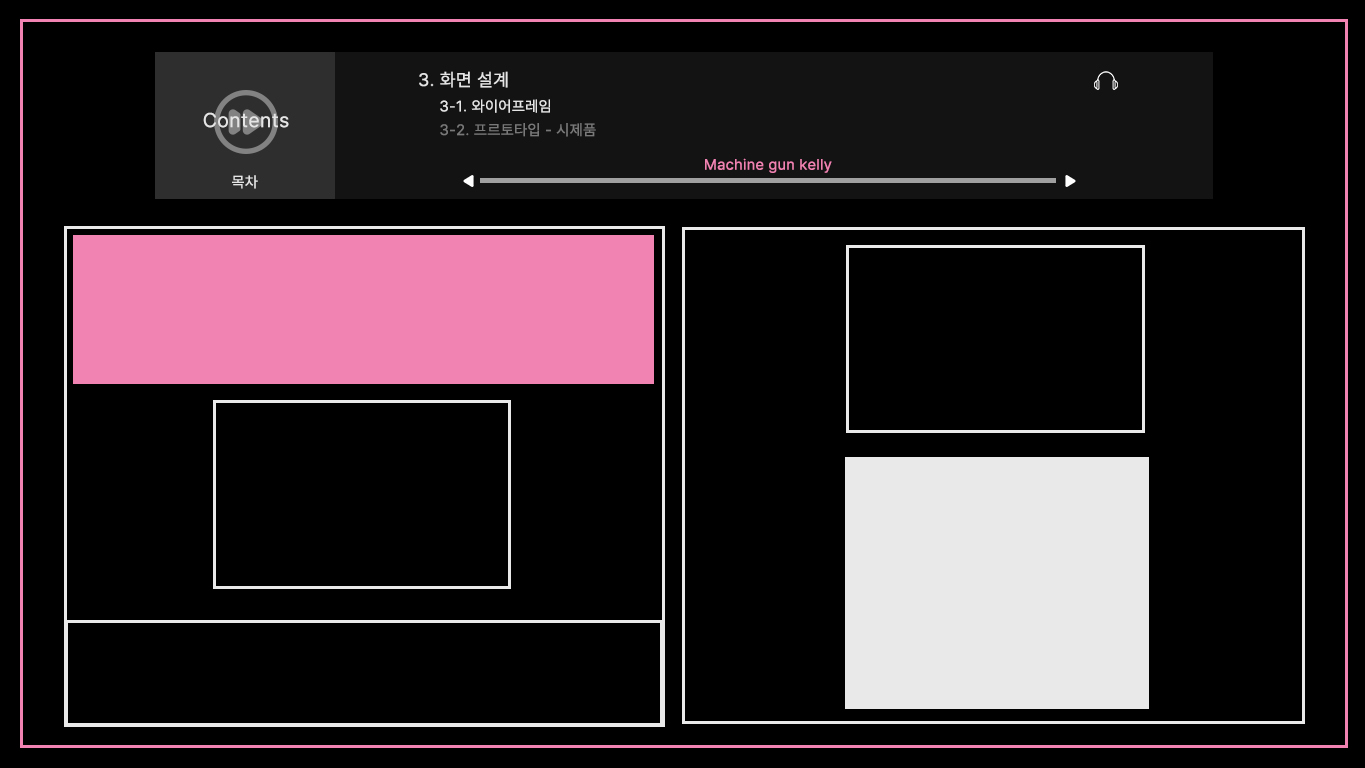 Contents
목차
3. 화면 설계
3-1. 와이어프레임
3-2. 프르토타입 - 시제품
Machine gun kelly